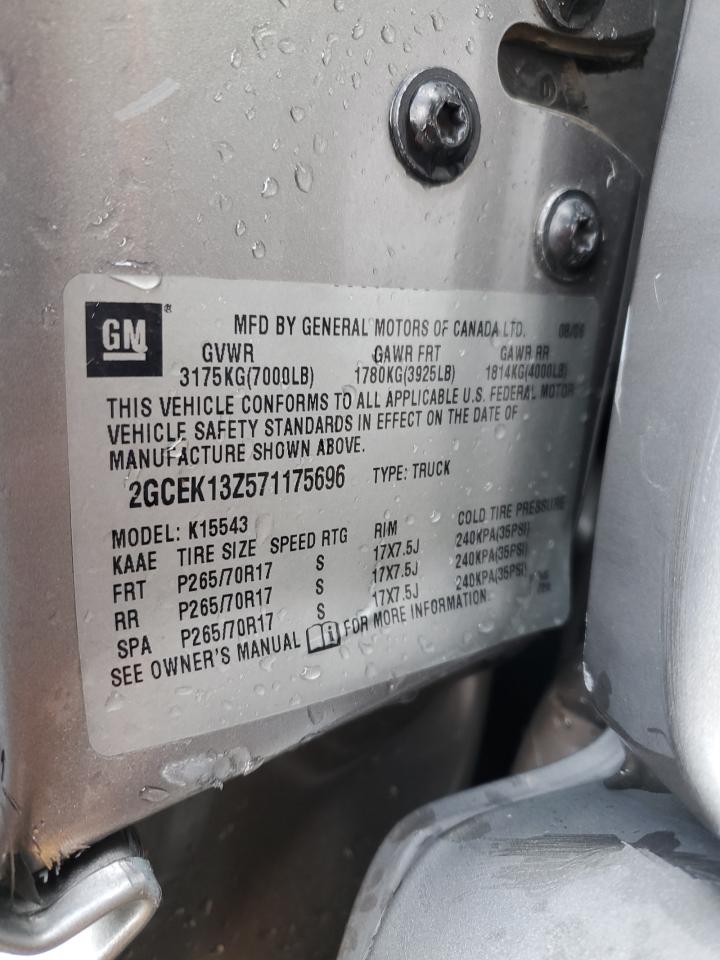 GM ®
MFD BY GENERAL MOTORS OF CANADA LTD. 08/06
GVWR GAWR FRT GAWR RR
3175KG(7000LB) 1780KG(3925LB) 1814KG(4000LB)
THIS VEHICLE CONFORMS TO ALL APPLICABLE U.S. FEDERAL MOTOR
VEHICLE SAFETY STANDARDS IN EFFECT ON THE DATE OF
MANUFACTURE SHOWN ABOVE.
2GCEK13Z571175696 TYPE: TRUCK
MODEL: K15543
KAAE TIRE SIZE SPEED RTG RIM COLD TIRE PRESSURE
FRT P265/70R17 S 17X7.5J 240KPA(35PSI)
RR P265/70R17 S 17X7.5J 240KPA(35PSI)
SPA P265/70R17 S 17X7.5J 240KPA(35PSI)
SEE OWNER'S MANUAL FOR MORE INFORMATION.